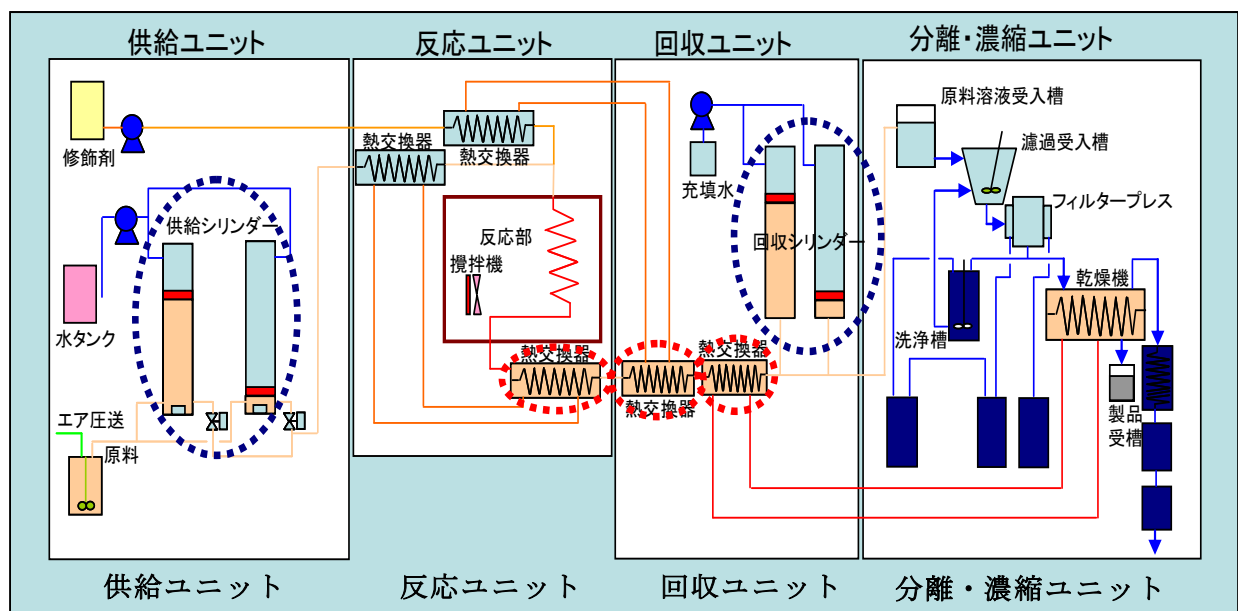 供給ユニット
反応ユニット
回収ユニット
分離・濃縮ユニット
修飾剤
供給シリンダー
水タンク
エア圧送
原料
熱交換器
熱交換器
反応部
攪拌機
熱交換器
充填水
回収シリンダー
熱交換器
熱交換器
原料溶液受入槽
濾過受入槽
フィルタープレス
乾燥機
洗浄槽
製品
受槽
供給ユニット
反応ユニット
回収ユニット
分離・濃縮ユニット